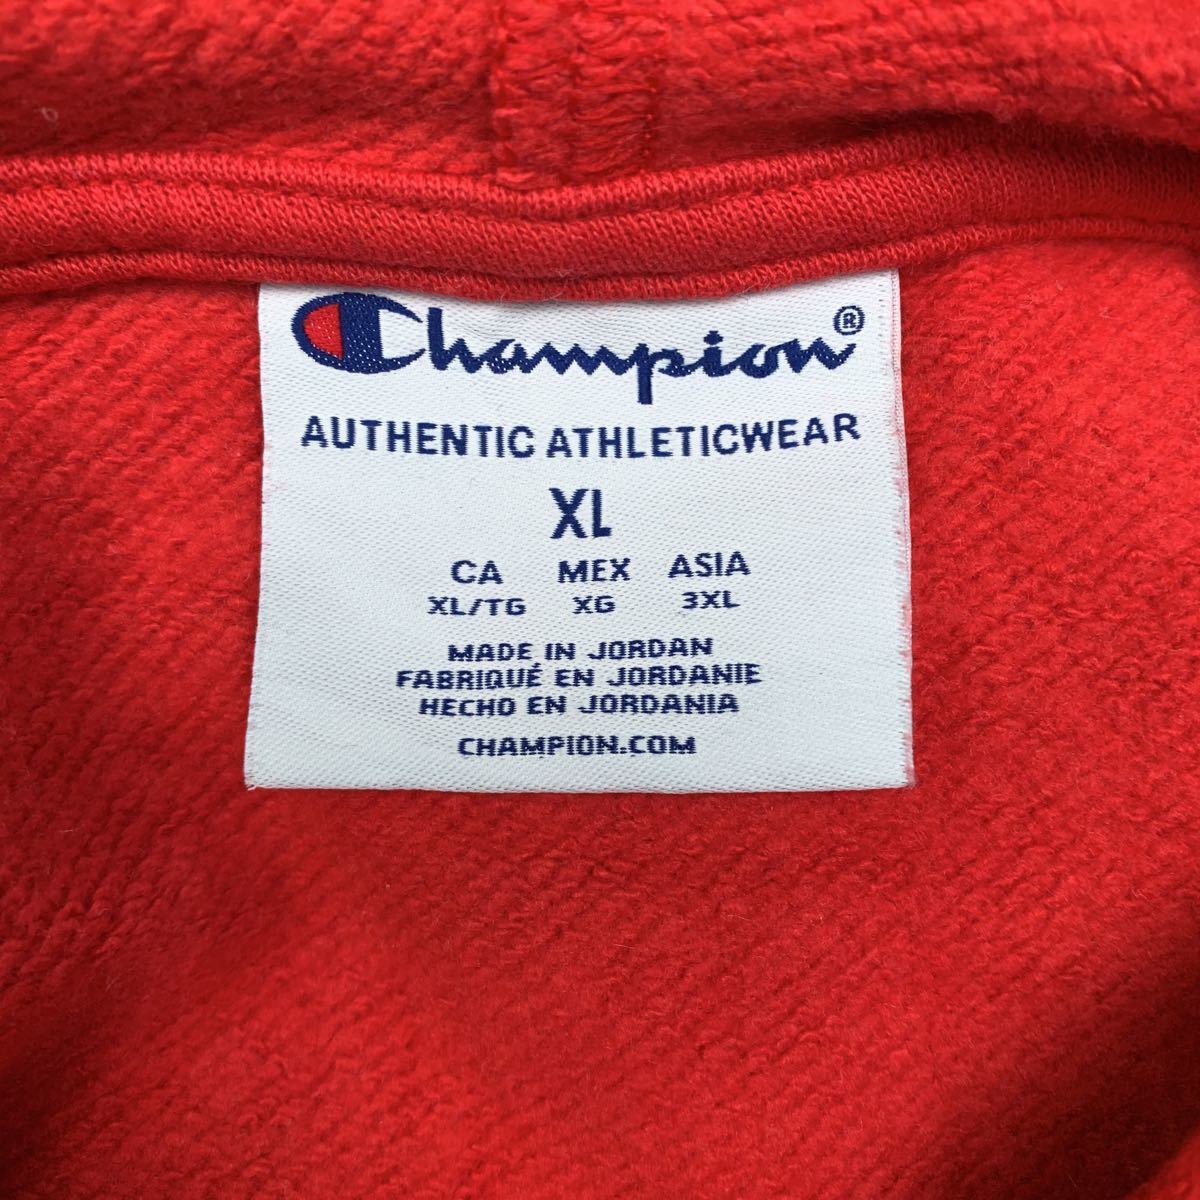 Champion®
AUTHENTIC ATHLETICWEAR
XL
CA MEX ASIA
XL/TG XG 3XL
MADE IN JORDAN
FABRIQUÉ EN JORDANIE
HECHO EN JORDANIA
CHAMPION.COM